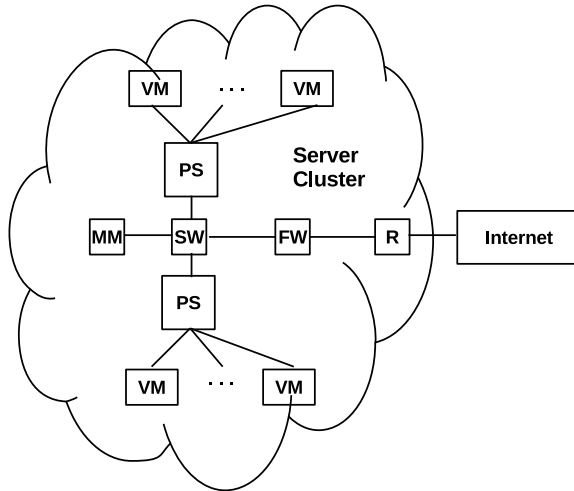 VM ... VM
PS
Server
Cluster
MM SW FW R Internet
PS
VM ... VM